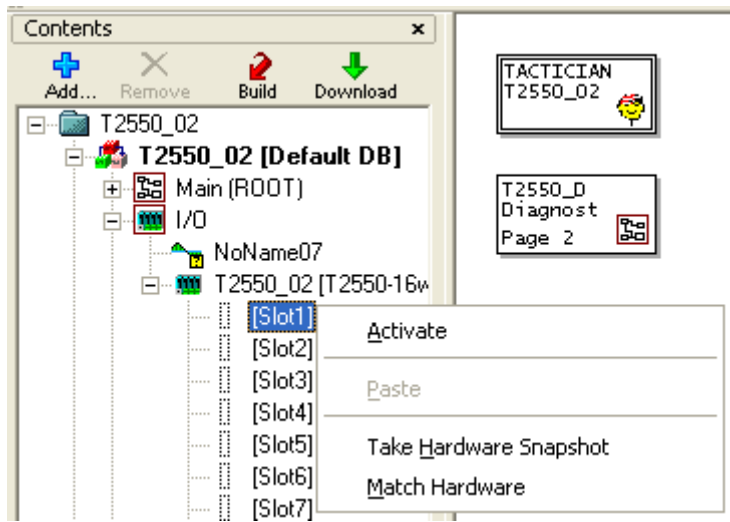 Contents
Add... Remove Build Download
T2550_02
T2550_02 [Default DB]
Main (ROOT)
I/O
NoName07
T2550_02 [T2550-16w
[Slot1]
[Slot2]
[Slot3]
[Slot4]
[Slot5]
[Slot6]
[Slot7]
Activate
Paste
Take Hardware Snapshot
Match Hardware
TACTICIAN
T2550_02
T2550_D
Diagnost
Page 2